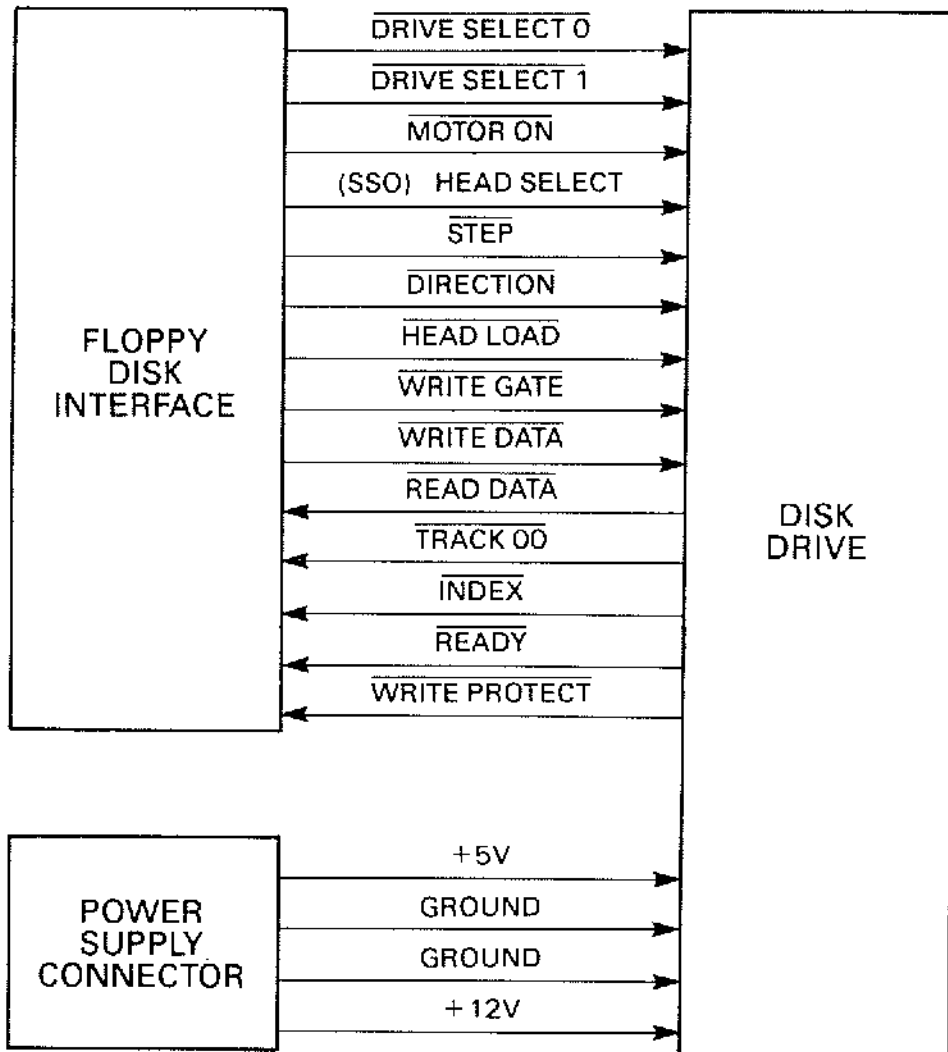 DRIVE SELECT 0
DRIVE SELECT 1
MOTOR ON
(SSO) HEAD SELECT
STEP
DIRECTION
HEAD LOAD
WRITE GATE
WRITE DATA
READ DATA
TRACK 00
INDEX
READY
WRITE PROTECT
FLOPPY
DISK
INTERFACE
DISK
DRIVE
+5V
GROUND
GROUND
+12V
POWER
SUPPLY
CONNECTOR